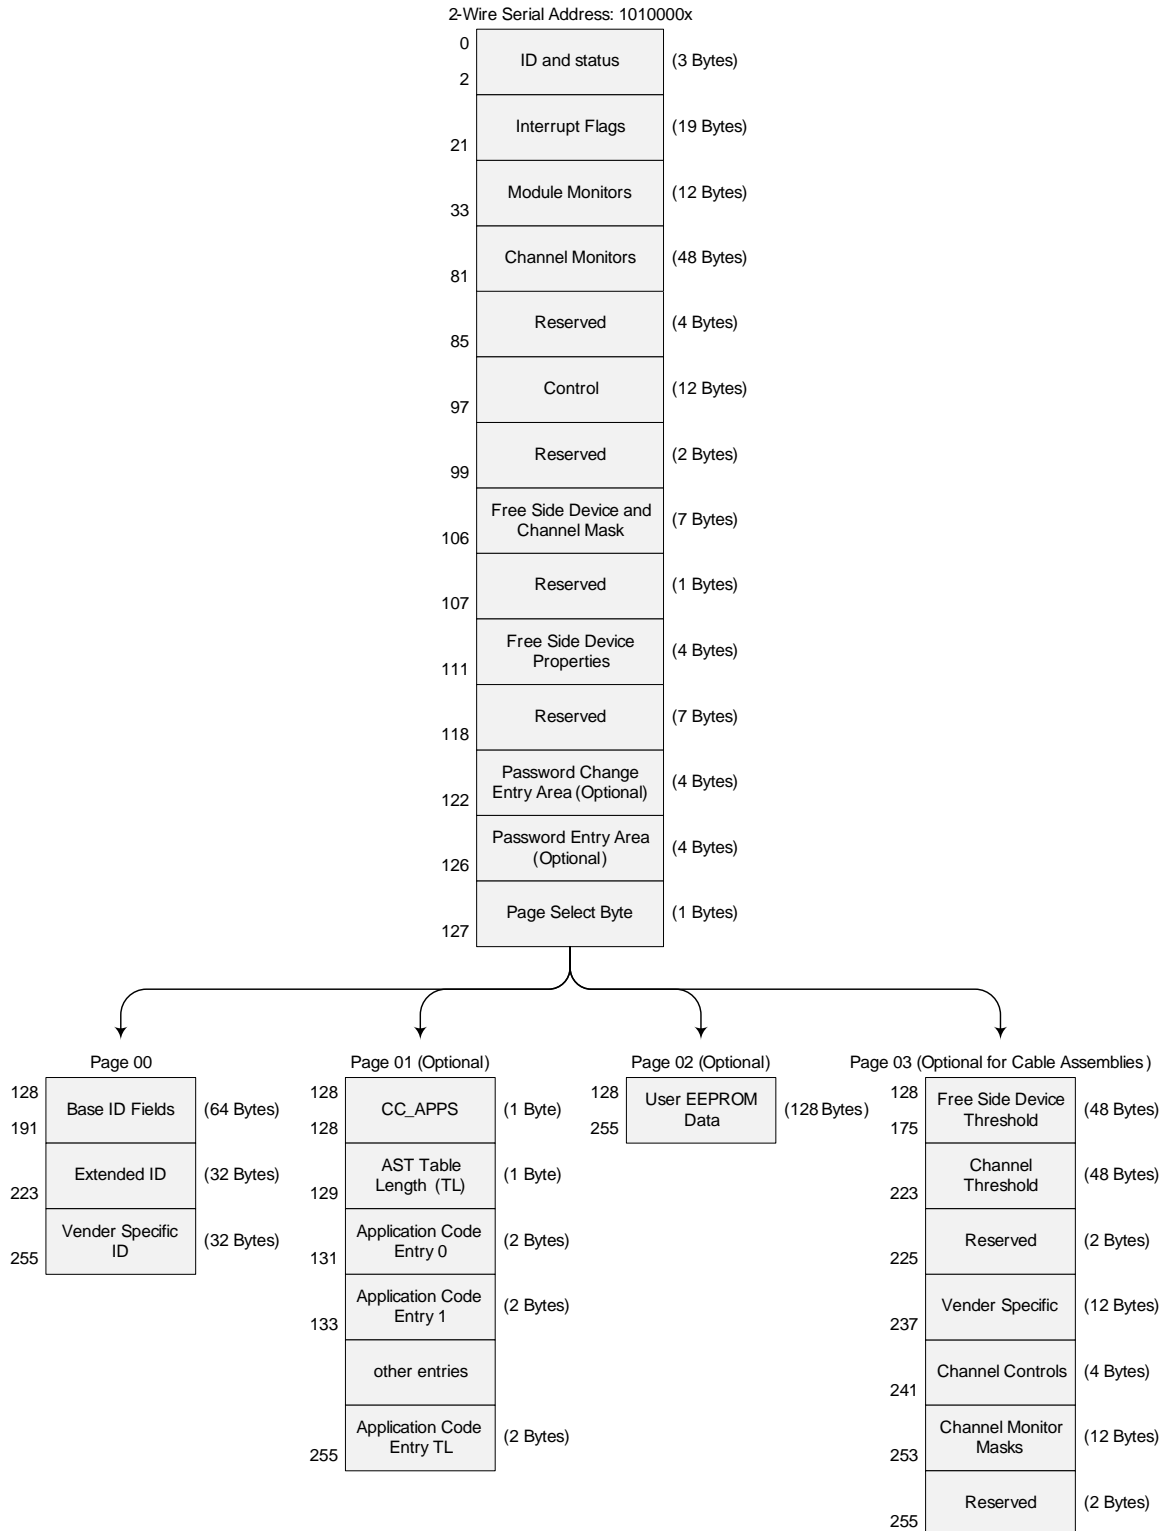 2-Wire Serial Address: 1010000x
0
ID and status
(3 Bytes)
2
Interrupt Flags
(19 Bytes)
21
Module Monitors
(12 Bytes)
33
Channel Monitors
(48 Bytes)
81
Reserved
(4 Bytes)
85
Control
(12 Bytes)
97
Reserved
(2 Bytes)
99
Free Side Device and
Channel Mask
(7 Bytes)
106
Reserved
(1 Bytes)
107
Free Side Device
Properties
(4 Bytes)
111
Reserved
(7 Bytes)
118
Password Change
Entry Area (Optional)
(4 Bytes)
122
Password Entry Area
(Optional)
(4 Bytes)
126
Page Select Byte
(1 Bytes)
127
Page 00
128
Base ID Fields
(64 Bytes)
191
Extended ID
(32 Bytes)
223
Vender Specific
ID
(32 Bytes)
255
Page 01 (Optional)
128
CC_APPS
(1 Byte)
128
AST Table
Length (TL)
(1 Byte)
129
Application Code
Entry 0
(2 Bytes)
131
Application Code
Entry 1
(2 Bytes)
133
other entries
Application Code
Entry TL
(2 Bytes)
255
Page 02 (Optional)
128
User EEPROM
Data
(128 Bytes)
255
Page 03 (Optional for Cable Assemblies)
128
Free Side Device
Threshold
(48 Bytes)
175
Channel
Threshold
(48 Bytes)
223
Reserved
(2 Bytes)
225
Vender Specific
(12 Bytes)
237
Channel Controls
(4 Bytes)
241
Channel Monitor
Masks
(12 Bytes)
253
Reserved
(2 Bytes)
255